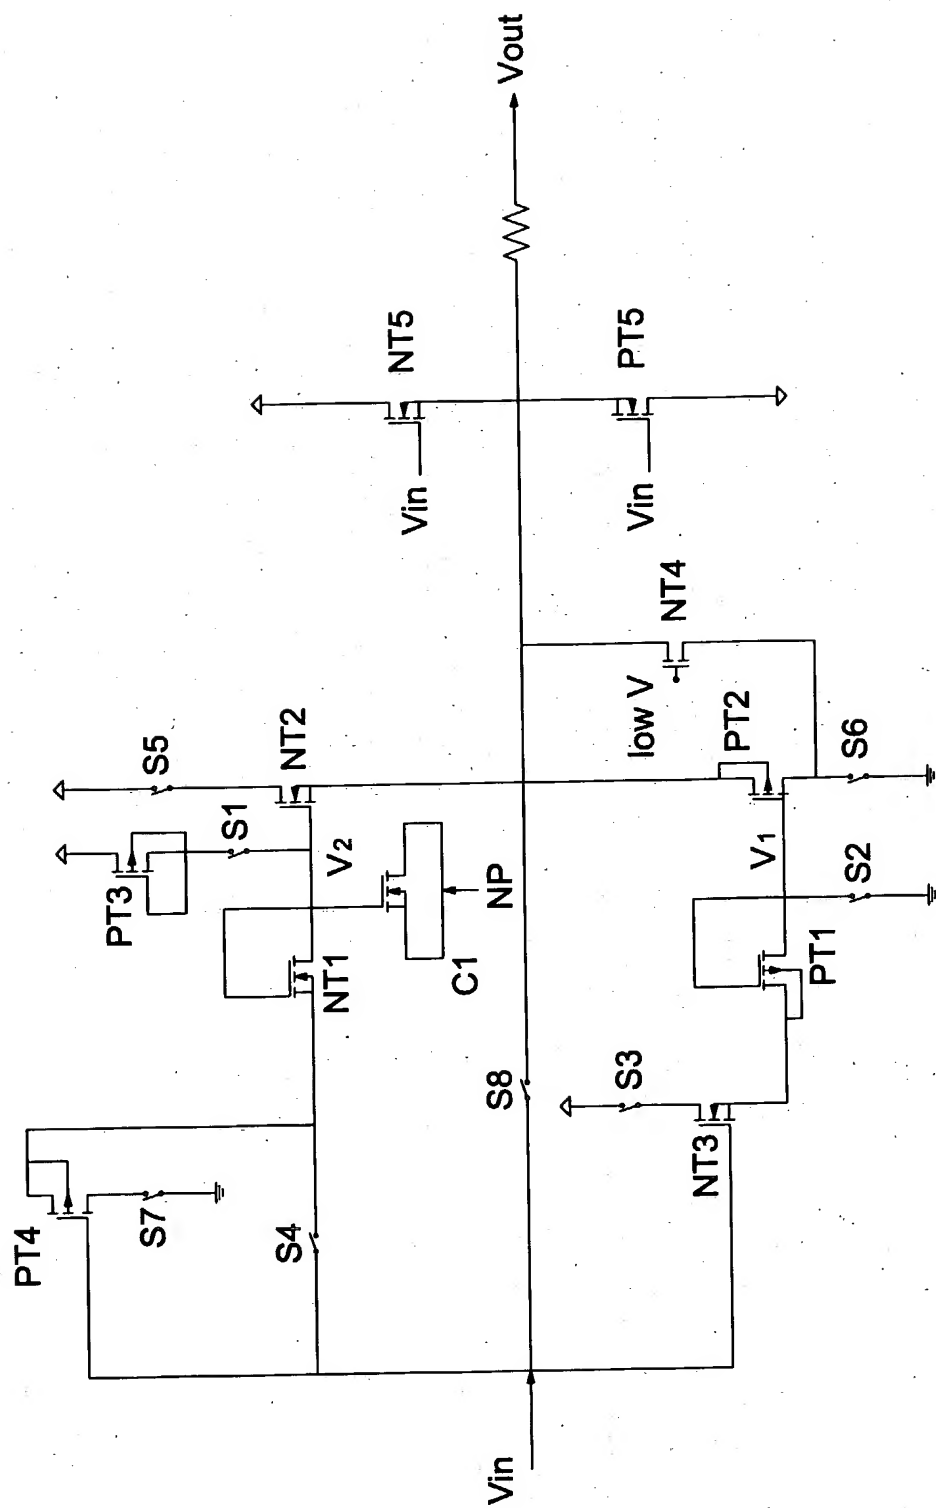 PT4
S7
S4
PT3
S1
S5
NT2
NT1
V2
C1
NP
NT5
Vin
Vout
S8
Vin
Vin
PT5
S3
NT3
PT1
V1
S2
low V
NT4
PT2
S6